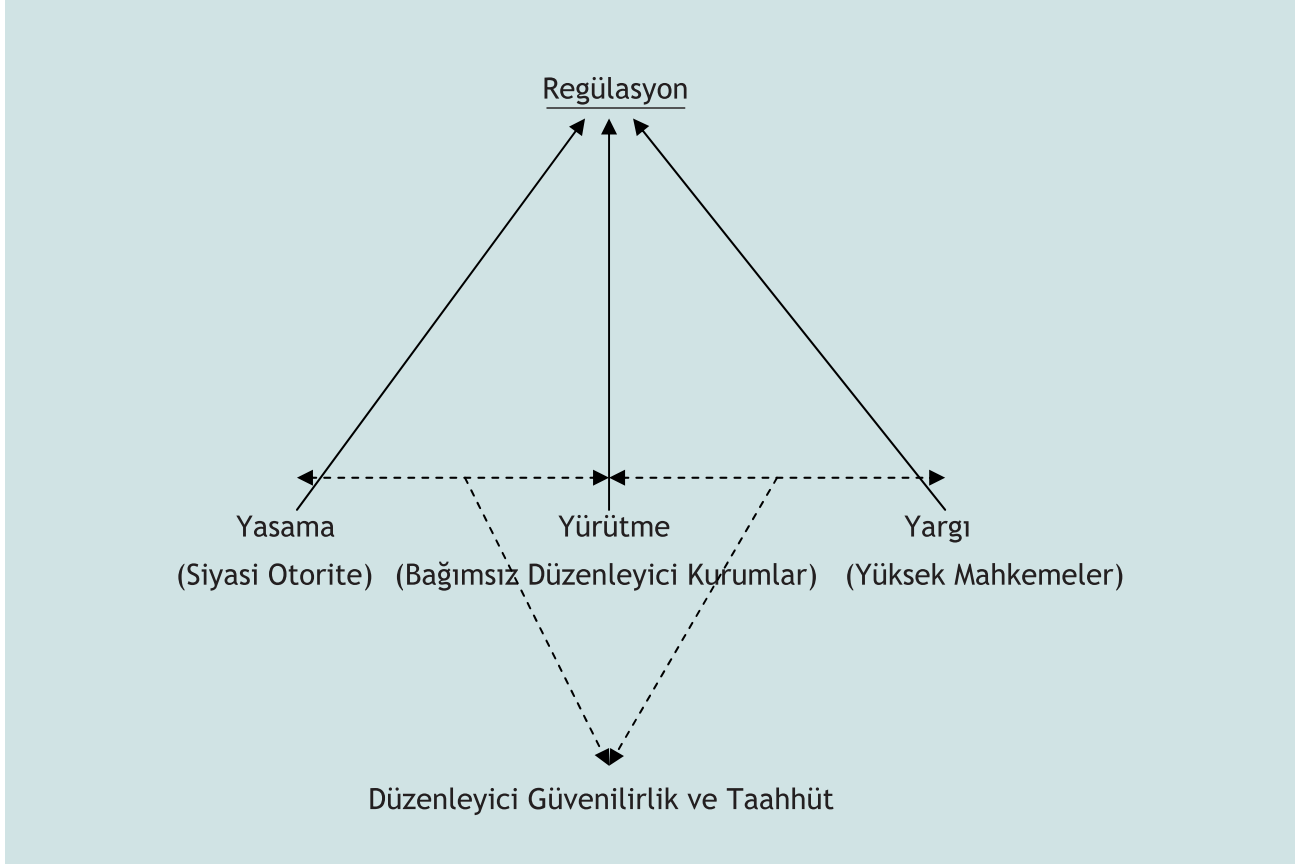 Regülasyon
Yasama Yürütme Yargı
(Siyasi Otorite) (Bağımsız Düzenleyici Kurumlar) (Yüksek Mahkemeler)
Düzenleyici Güvenilirlik ve Taahhüt